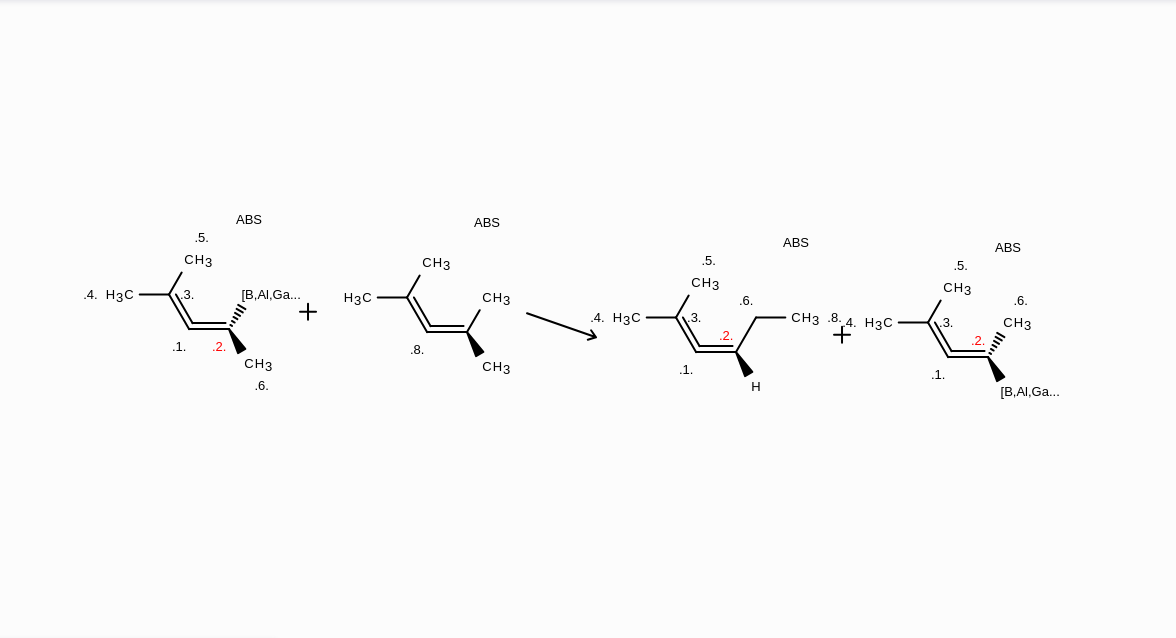 ABS
.5.
CH3
.4. H3C
.3.
[B,Al,Ga...
.1.
.2.
CH3
.6.
+
ABS
CH3
H3C
CH3
.8.
CH3
ABS
.5.
CH3
.6.
.4. H3C
.3.
CH3 .8.
.2.
.1.
H
+
ABS
.5.
CH3
.6.
.4. H3C
.3.
CH3
.2.
.1.
[B,Al,Ga...